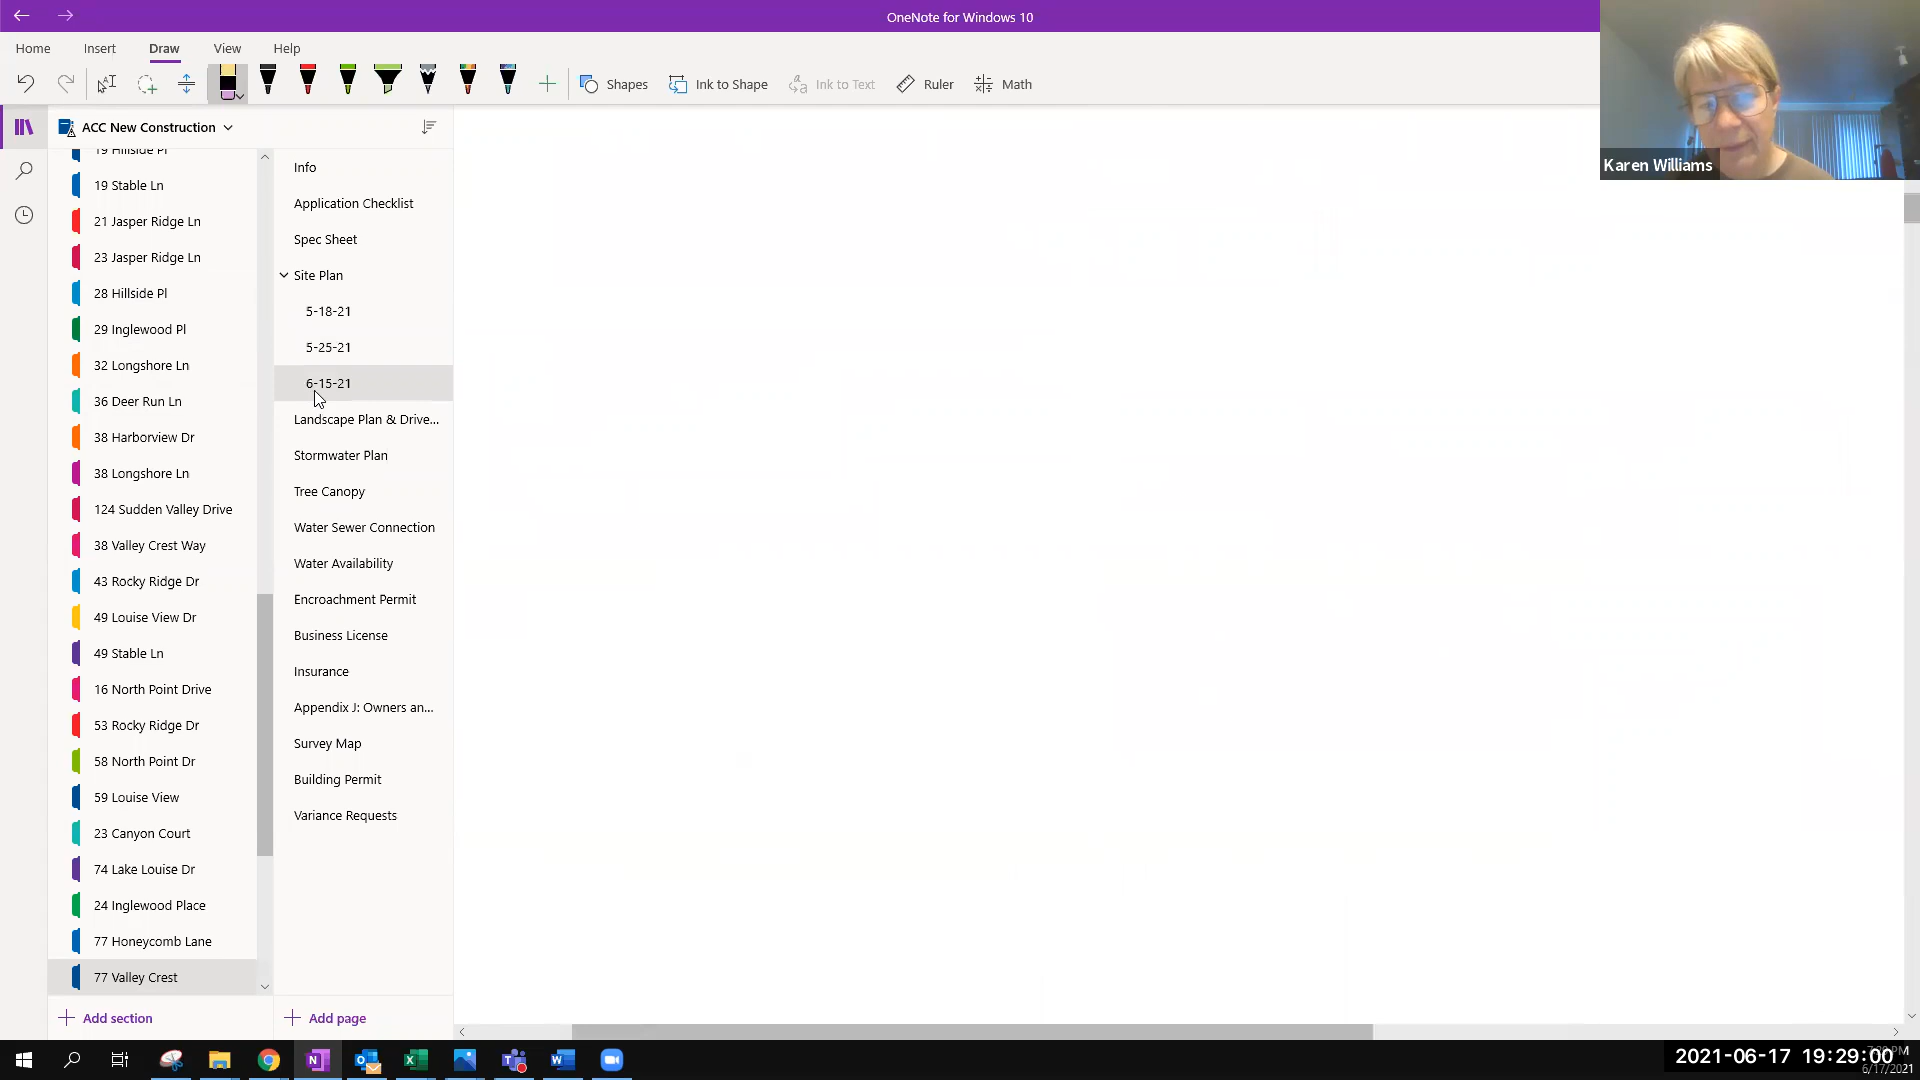 OneNote for Windows 10
Home Insert Draw View Help
Shapes Ink to Shape Ink to Text Ruler Math
ACC New Construction
19 Hillside Pl
19 Stable Ln
21 Jasper Ridge Ln
23 Jasper Ridge Ln
28 Hillside Pl
29 Inglewood Pl
32 Longshore Ln
36 Deer Run Ln
38 Harborview Dr
38 Longshore Ln
124 Sudden Valley Drive
38 Valley Crest Way
43 Rocky Ridge Dr
49 Louise View Dr
49 Stable Ln
16 North Point Drive
53 Rocky Ridge Dr
58 North Point Dr
59 Louise View
23 Canyon Court
74 Lake Louise Dr
24 Inglewood Place
77 Honeycomb Lane
77 Valley Crest
Add section
Info
Application Checklist
Spec Sheet
Site Plan
5-18-21
5-25-21
6-15-21
Landscape Plan & Drive...
Stormwater Plan
Tree Canopy
Water Sewer Connection
Water Availability
Encroachment Permit
Business License
Insurance
Appendix J: Owners an...
Survey Map
Building Permit
Variance Requests
Add page
Karen Williams
2021-06-17 19:29:00
6/17/2021